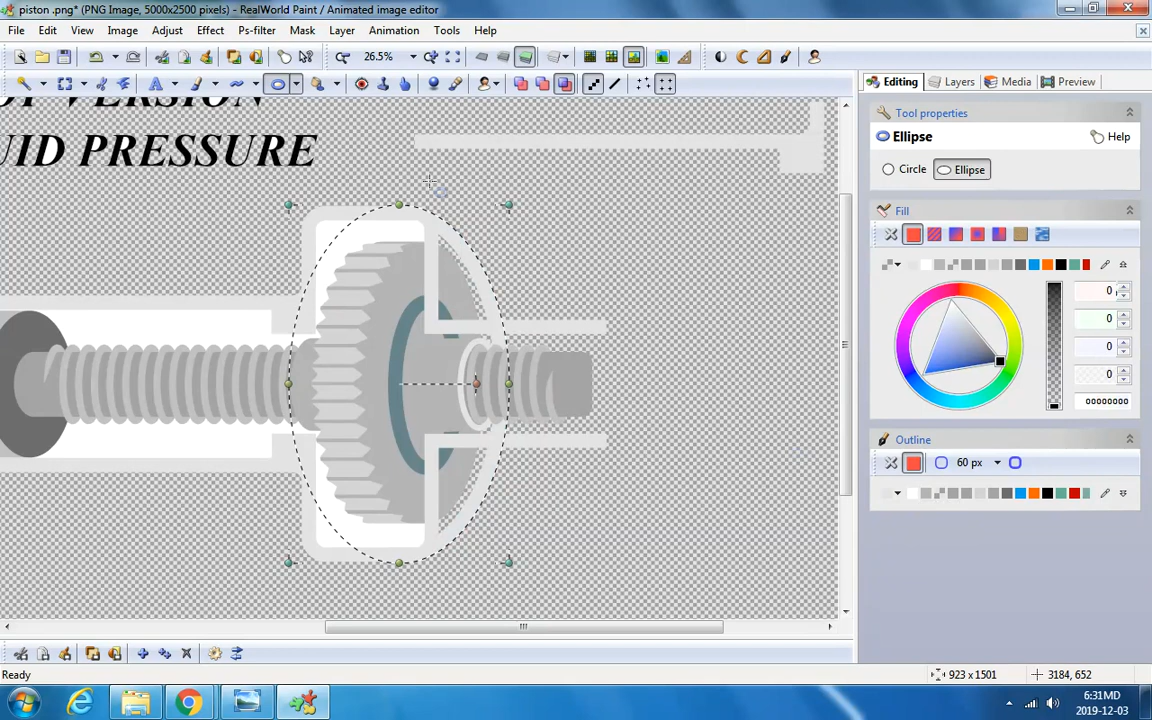 piston .png* (PNG Image, 5000x2500 pixels) - RealWorld Paint / Animated image editor
File Edit View Image Adjust Effect Ps-filter Mask Layer Animation Tools Help
26.5%
Editing Layers Media Preview
Tool properties
Ellipse Help
Circle Ellipse
Fill
0
0
0
0
00000000
Outline
60 px
VERSION
UID PRESSURE
Ready
923 x 1501
3184, 652
6:31MD
2019-12-03